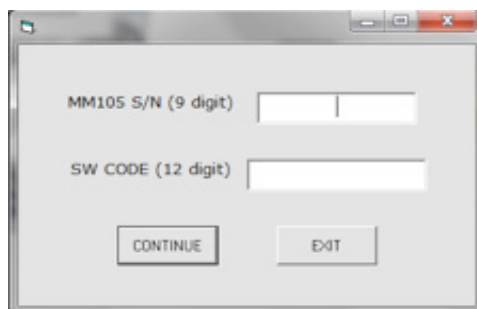 MM105 S/N (9 digit)
SW CODE (12 digit)
CONTINUE
EXIT